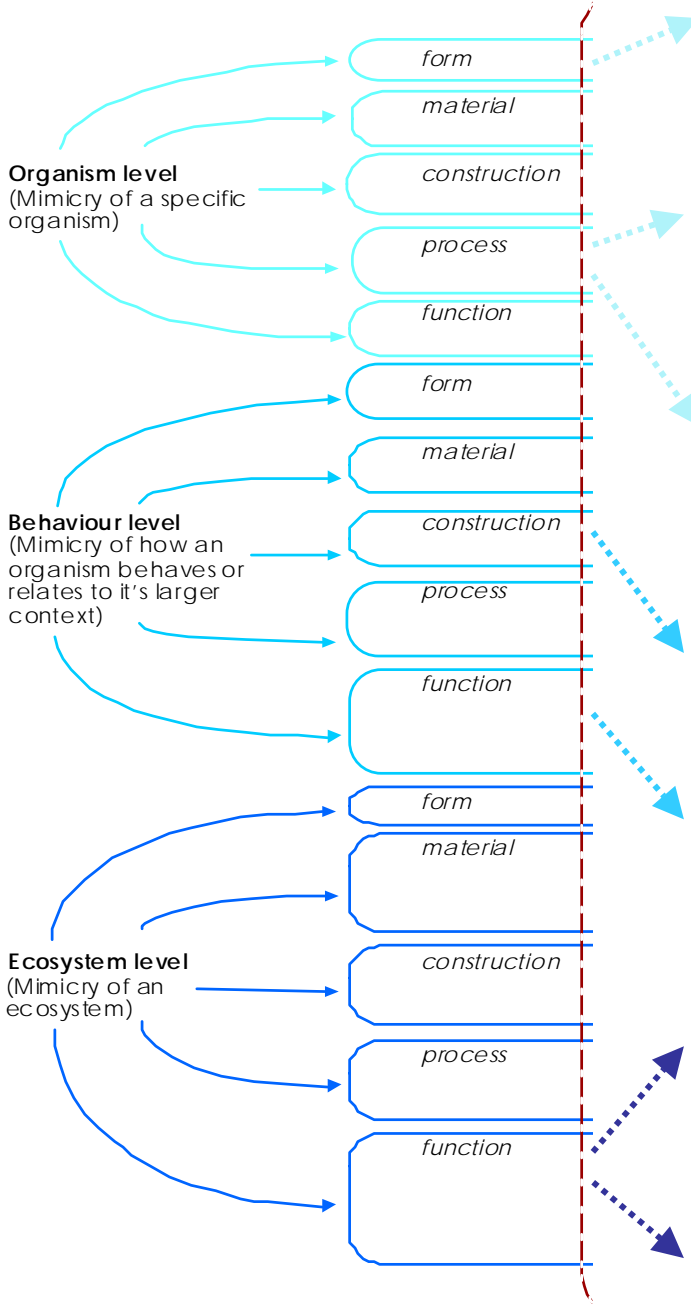 form
material
construction
process
function
Organism level
(Mimicry of a specific
organism)
form
material
construction
process
function
Behaviour level
(Mimicry of how an
organism behaves or
relates to it's larger
context)
form
material
construction
process
function
Ecosystem level
(Mimicry of an
ecosystem)